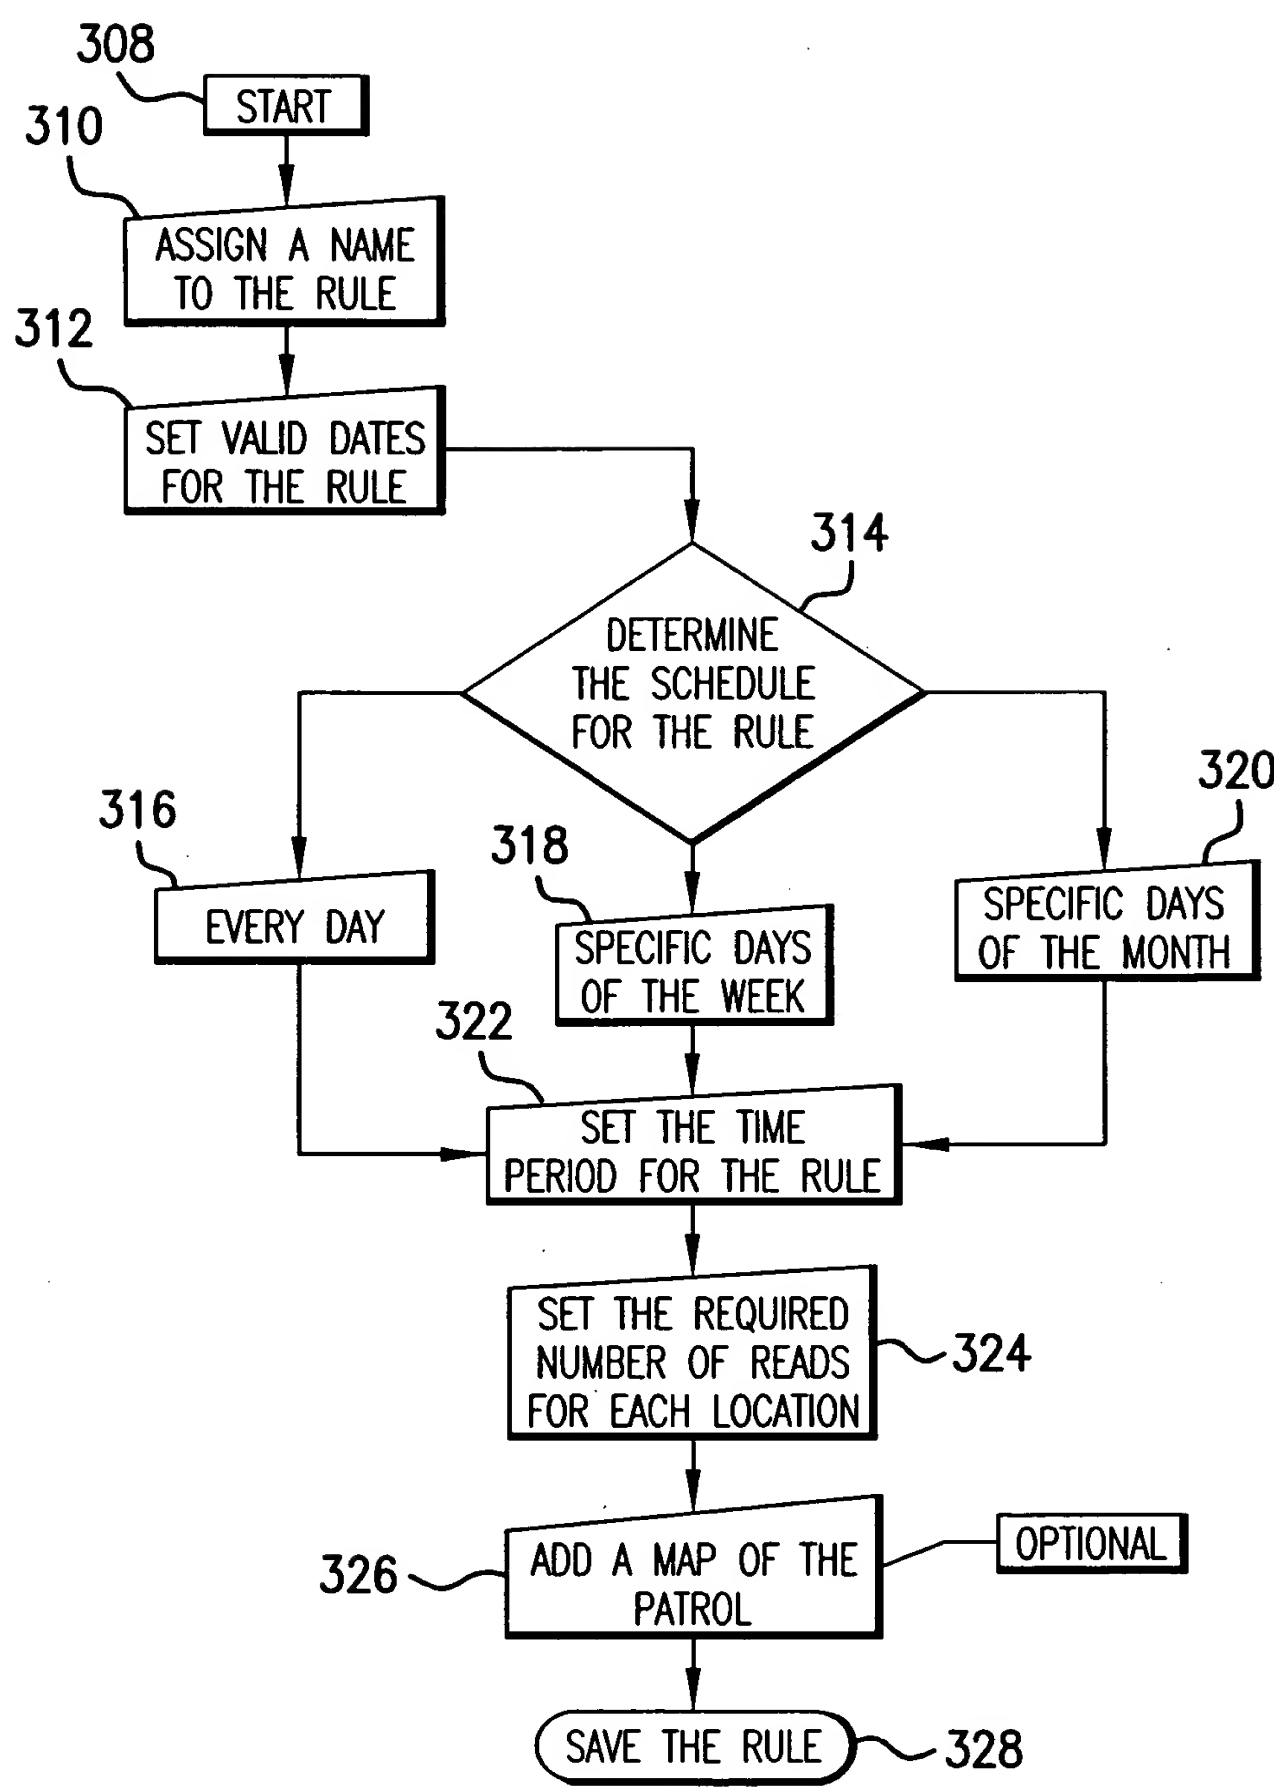 308
START
310
ASSIGN A NAME
TO THE RULE
312
SET VALID DATES
FOR THE RULE
314
DETERMINE
THE SCHEDULE
FOR THE RULE
316
EVERY DAY
318
SPECIFIC DAYS
OF THE WEEK
320
SPECIFIC DAYS
OF THE MONTH
322
SET THE TIME
PERIOD FOR THE RULE
SET THE REQUIRED
NUMBER OF READS
FOR EACH LOCATION
324
326
ADD A MAP OF THE
PATROL
OPTIONAL
SAVE THE RULE
328